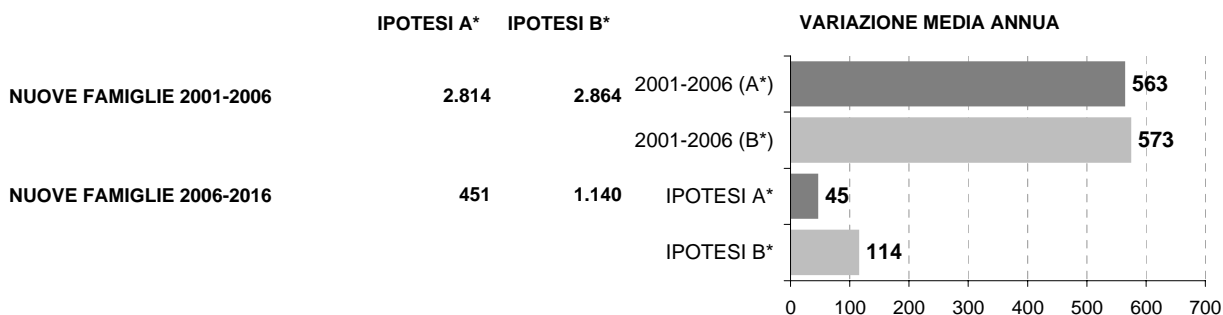 IPOTESI A* IPOTESI B* VARIAZIONE MEDIA ANNUA
NUOVE FAMIGLIE 2001-2006 2.814 2.864
2001-2006 (A*) 563
2001-2006 (B*) 573
NUOVE FAMIGLIE 2006-2016 451 1.140
IPOTESI A* 45
IPOTESI B* 114
0 100 200 300 400 500 600 700